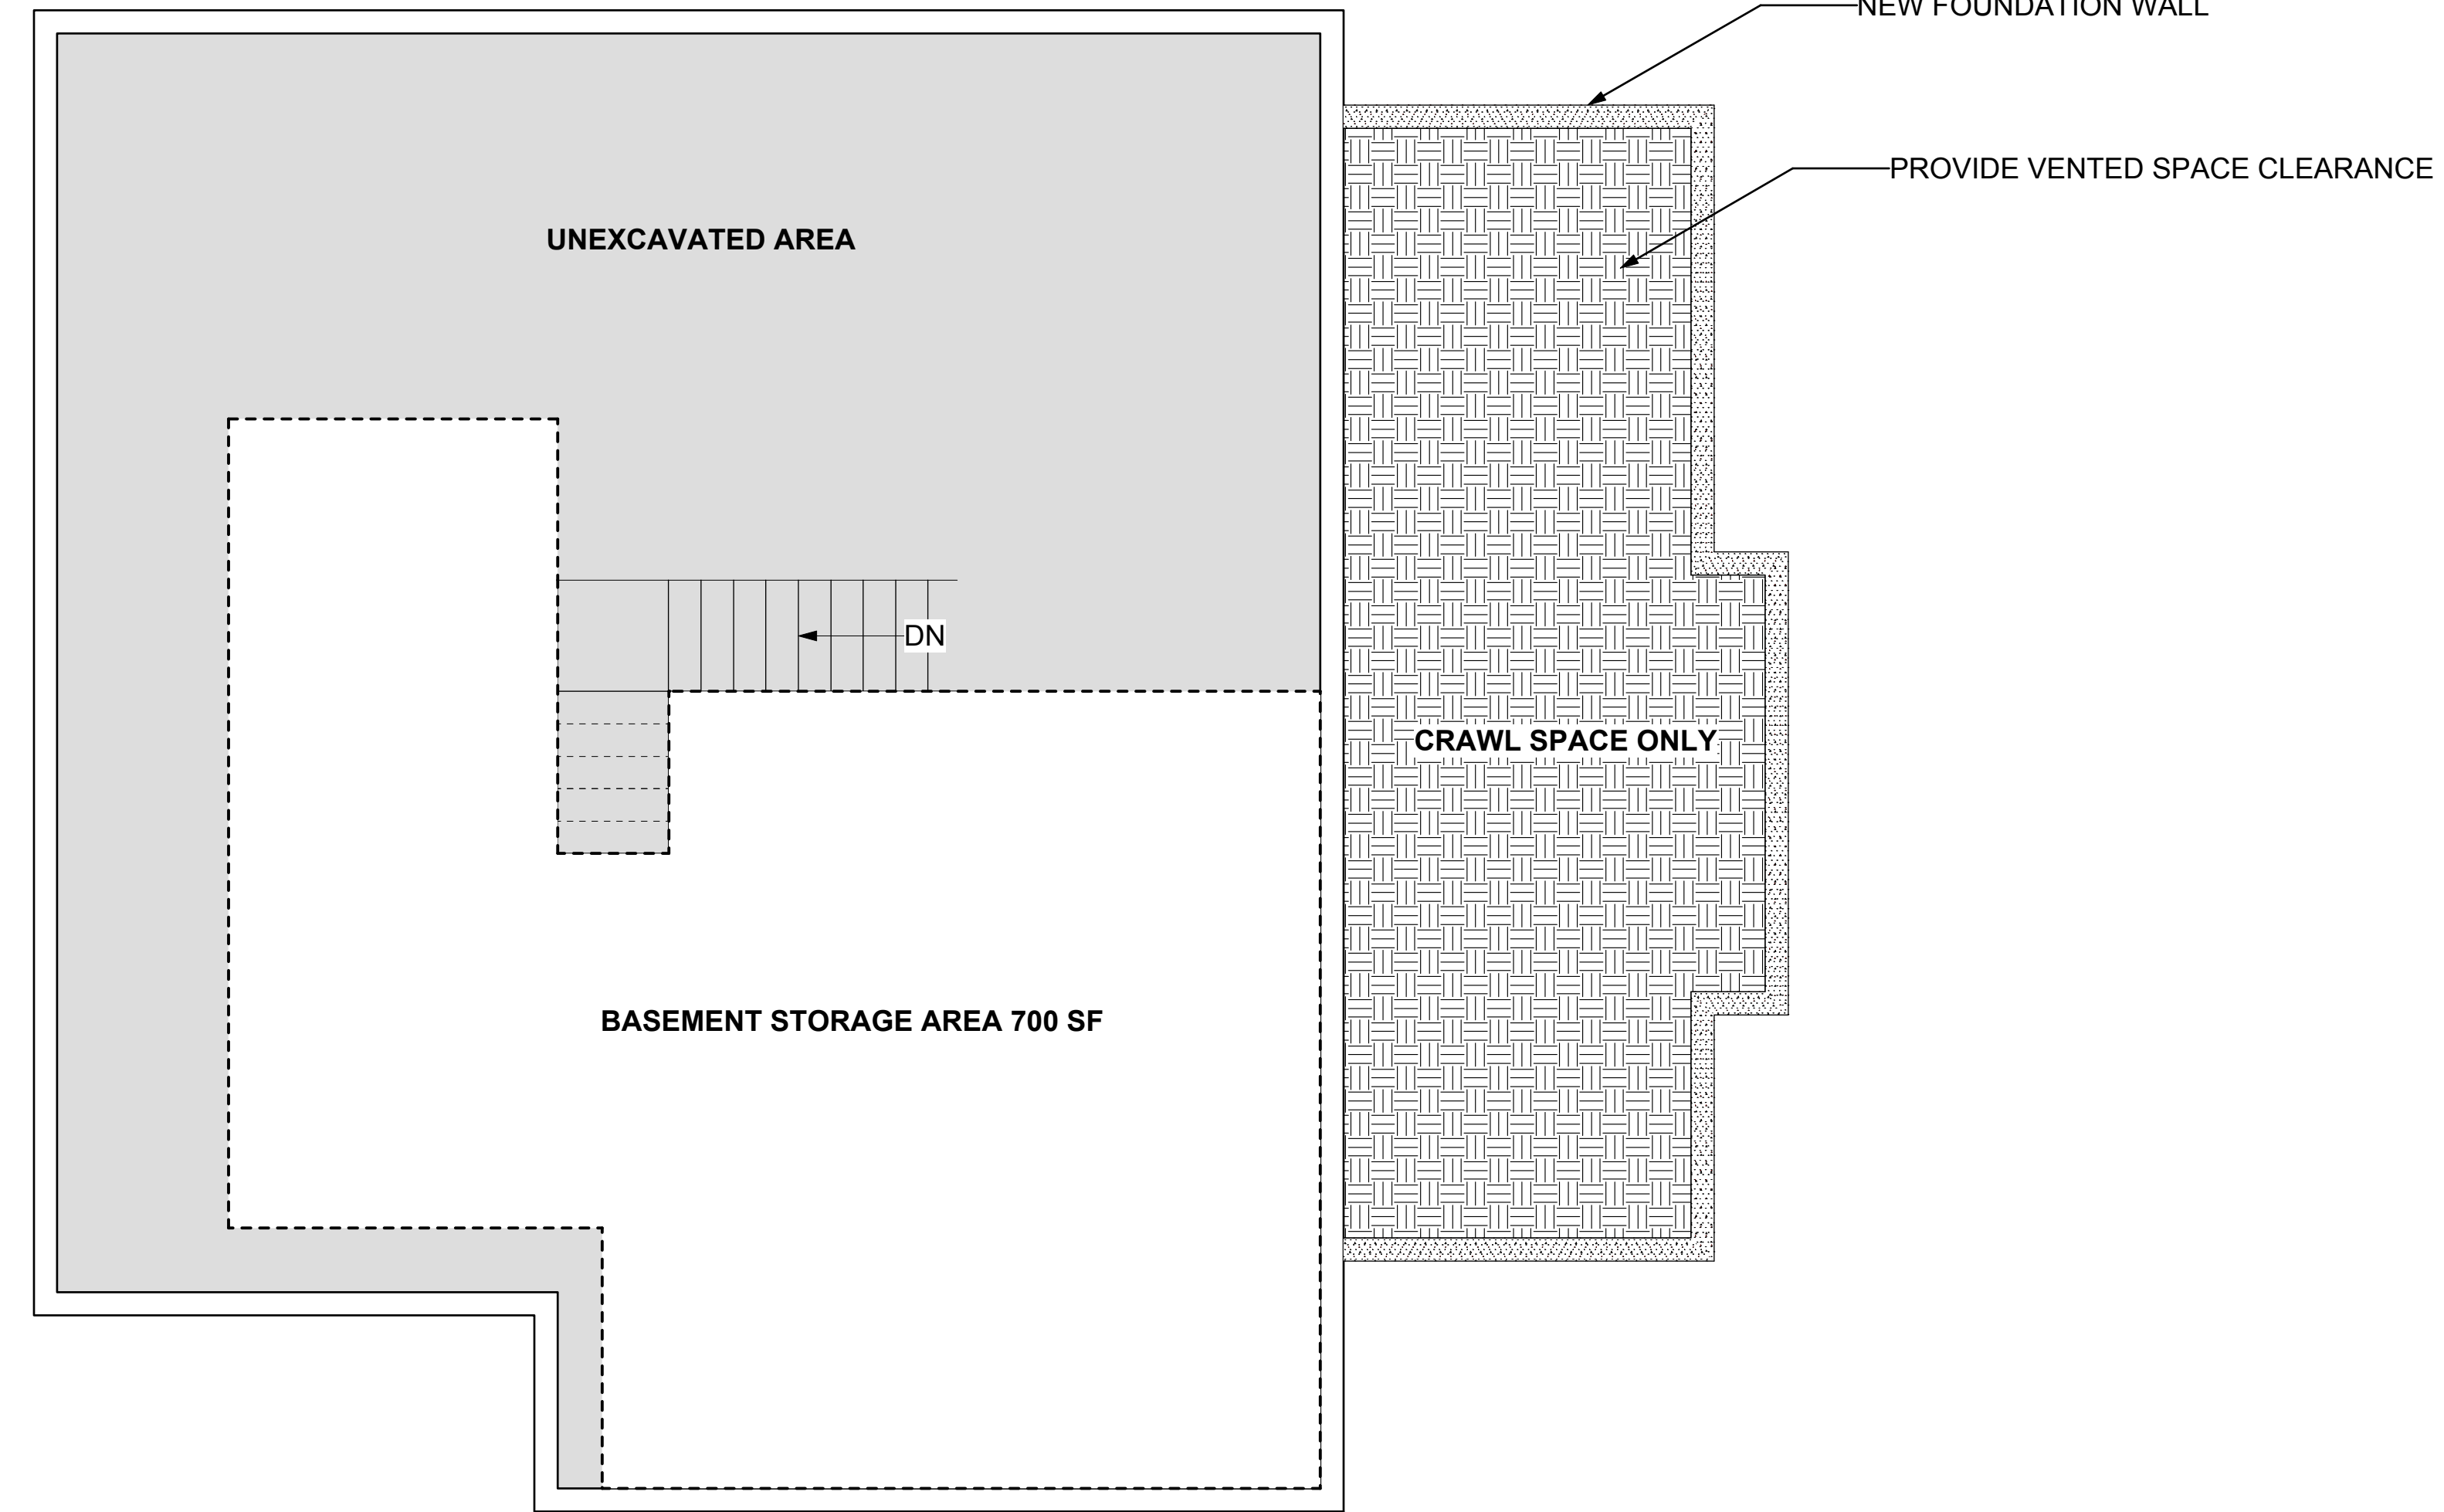 NEW FOUNDATION WALL
PROVIDE VENTED SPACE CLEARANCE
UNEXCAVATED AREA
DN
CRAWL SPACE ONLY
BASEMENT STORAGE AREA 700 SF